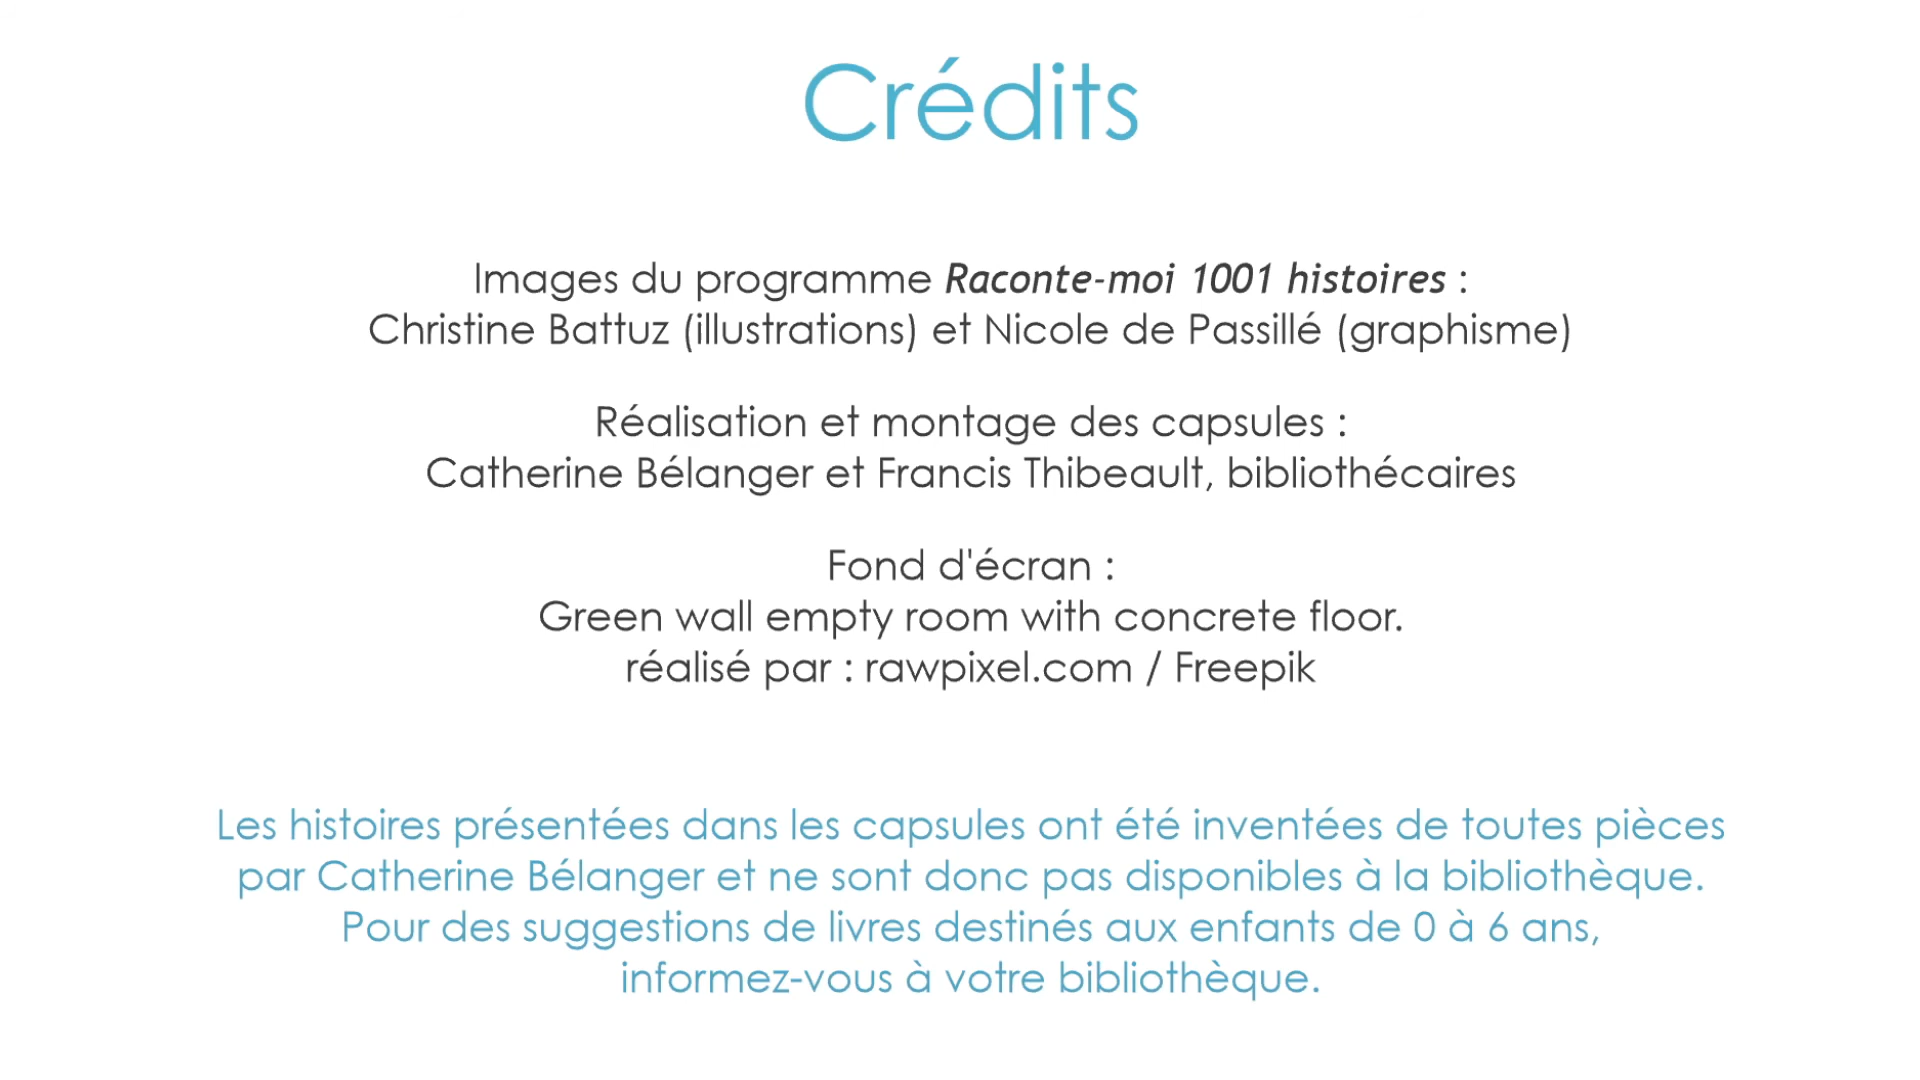 Crédits
Images du programme Raconte-moi 1001 histoires :
Christine Battuz (illustrations) et Nicole de Passillé (graphisme)
Réalisation et montage des capsules :
Catherine Bélanger et Francis Thibeault, bibliothécaires
Fond d'écran :
Green wall empty room with concrete floor.
réalisé par : rawpixel.com / Freepik
Les histoires présentées dans les capsules ont été inventées de toutes pièces
par Catherine Bélanger et ne sont donc pas disponibles à la bibliothèque.
Pour des suggestions de livres destinés aux enfants de 0 à 6 ans,
informez-vous à votre bibliothèque.